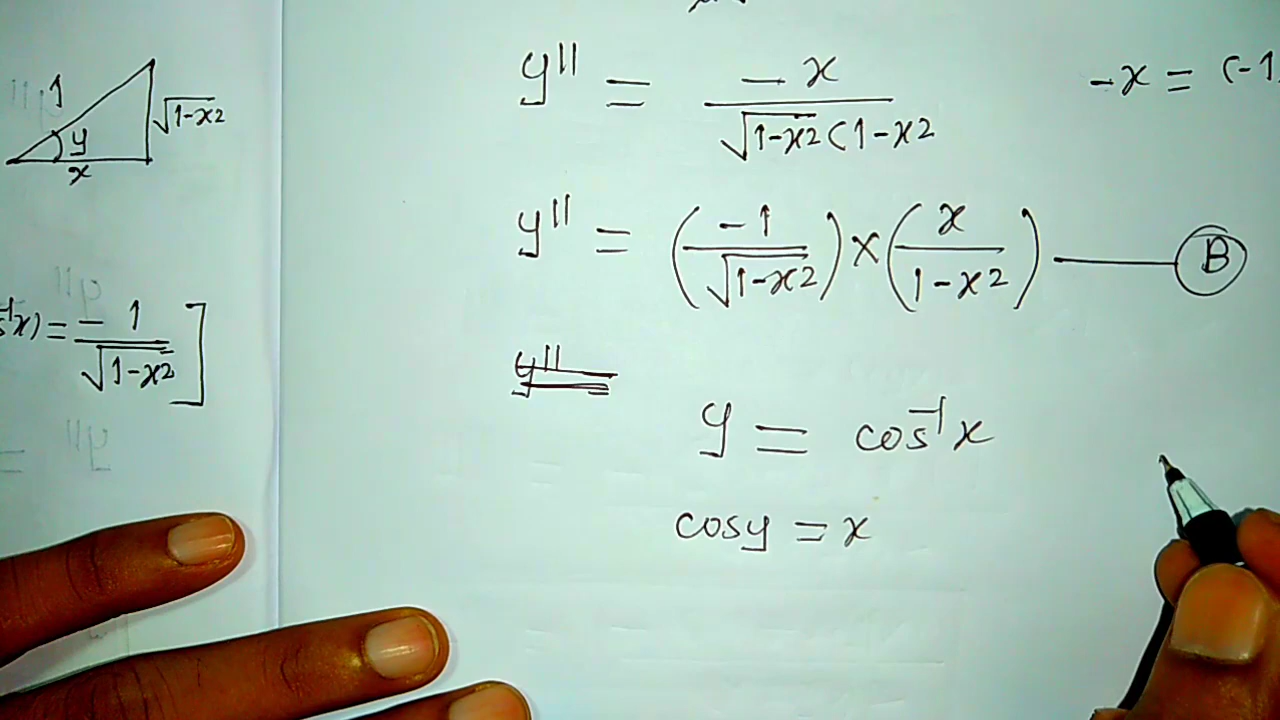 1
√1-x2
y
x
s⁻¹x) = - 1 / √1-x2 ]
y'' = - x / √1-x2 (1-x2
-x = (-1)
y'' = ( -1 / √1-x2 ) × ( x / 1-x2 ) — B
y''
y = cos⁻¹x
cosy = x